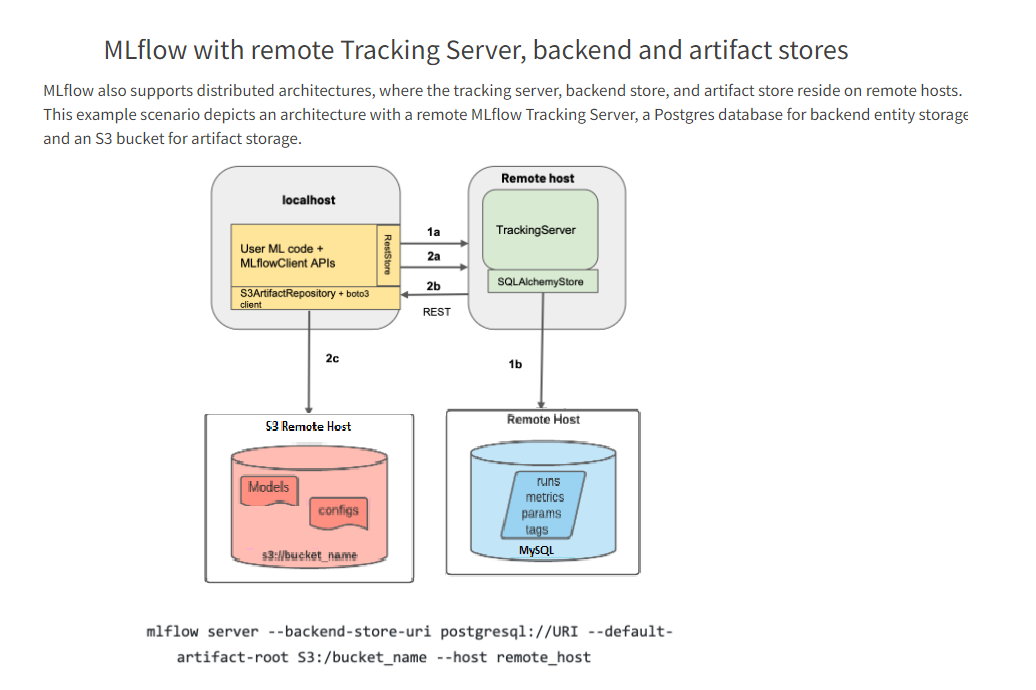 MLflow with remote Tracking Server, backend and artifact stores
MLflow also supports distributed architectures, where the tracking server, backend store, and artifact store reside on remote hosts.
This example scenario depicts an architecture with a remote MLflow Tracking Server, a Postgres database for backend entity storage
and an S3 bucket for artifact storage.
localhost
User ML code +
MLflowClient APIs
RestStore
S3ArtifactRepository + boto3
client
1a
2a
2b
REST
Remote host
TrackingServer
SQLAlchemyStore
2c
1b
S3 Remote Host
Models
configs
s3://bucket_name
Remote Host
runs
metrics
params
tags
MySQL
mlflow server --backend-store-uri postgresql://URI --default-
artifact-root S3:/bucket_name --host remote_host